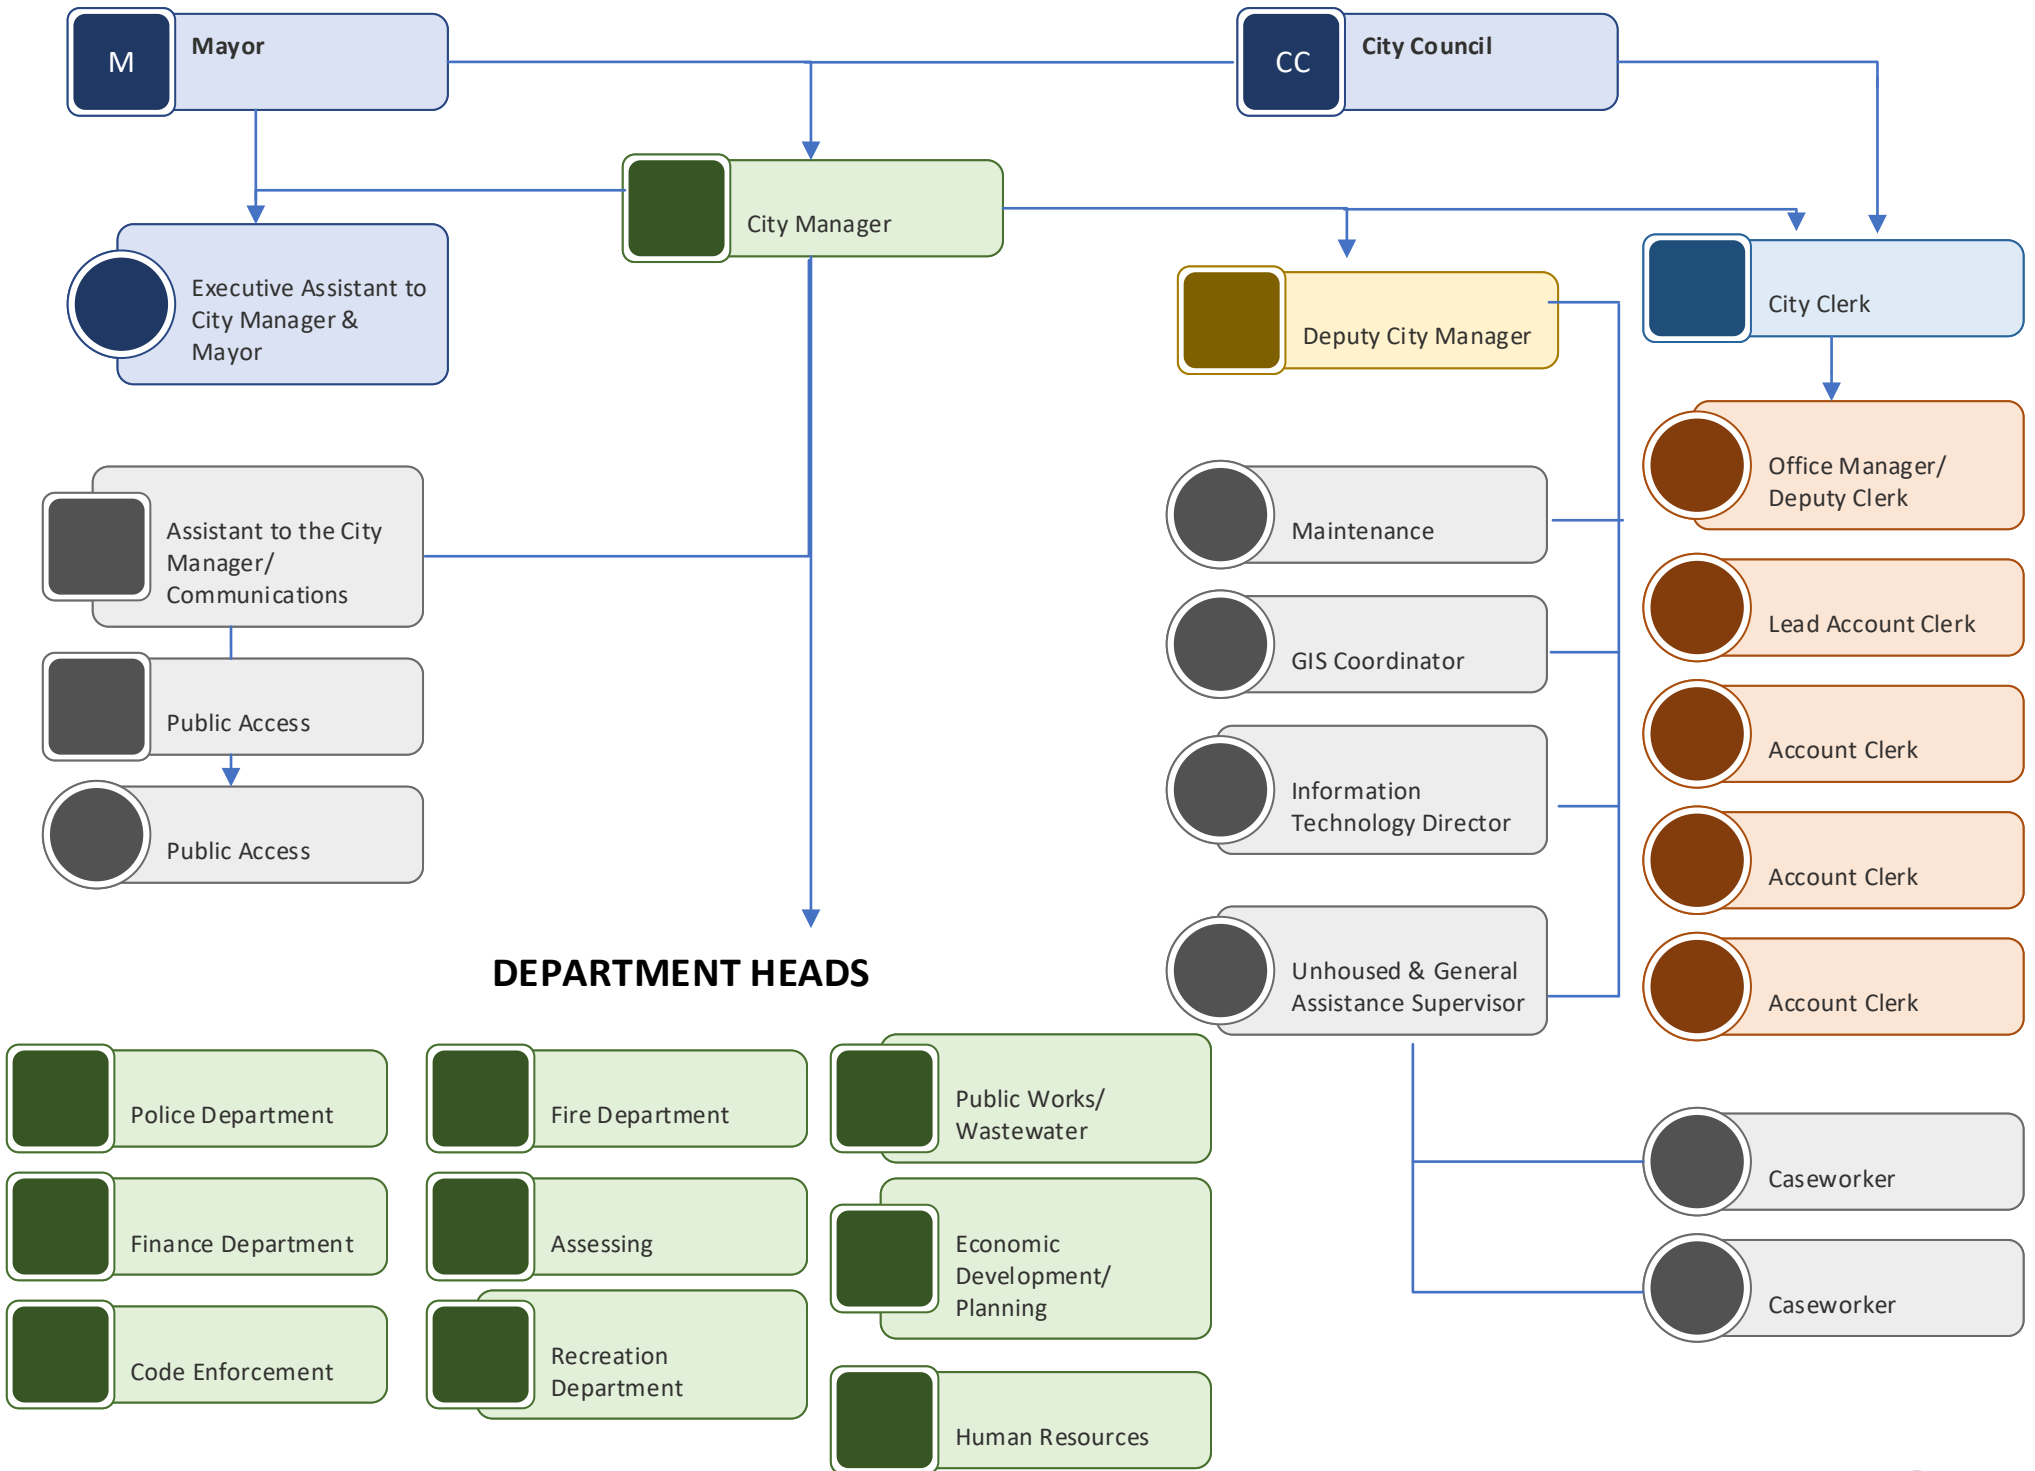 M
Mayor
CC
City Council
City Manager
Executive Assistant to
City Manager &
Mayor
Deputy City Manager
City Clerk
Office Manager/
Deputy Clerk
Assistant to the City
Manager/
Communications
Maintenance
Lead Account Clerk
GIS Coordinator
Public Access
Account Clerk
Information
Technology Director
Public Access
Account Clerk
Unhoused & General
Assistance Supervisor
Account Clerk
DEPARTMENT HEADS
Police Department
Fire Department
Public Works/
Wastewater
Caseworker
Finance Department
Assessing
Economic
Development/
Planning
Caseworker
Code Enforcement
Recreation
Department
Human Resources